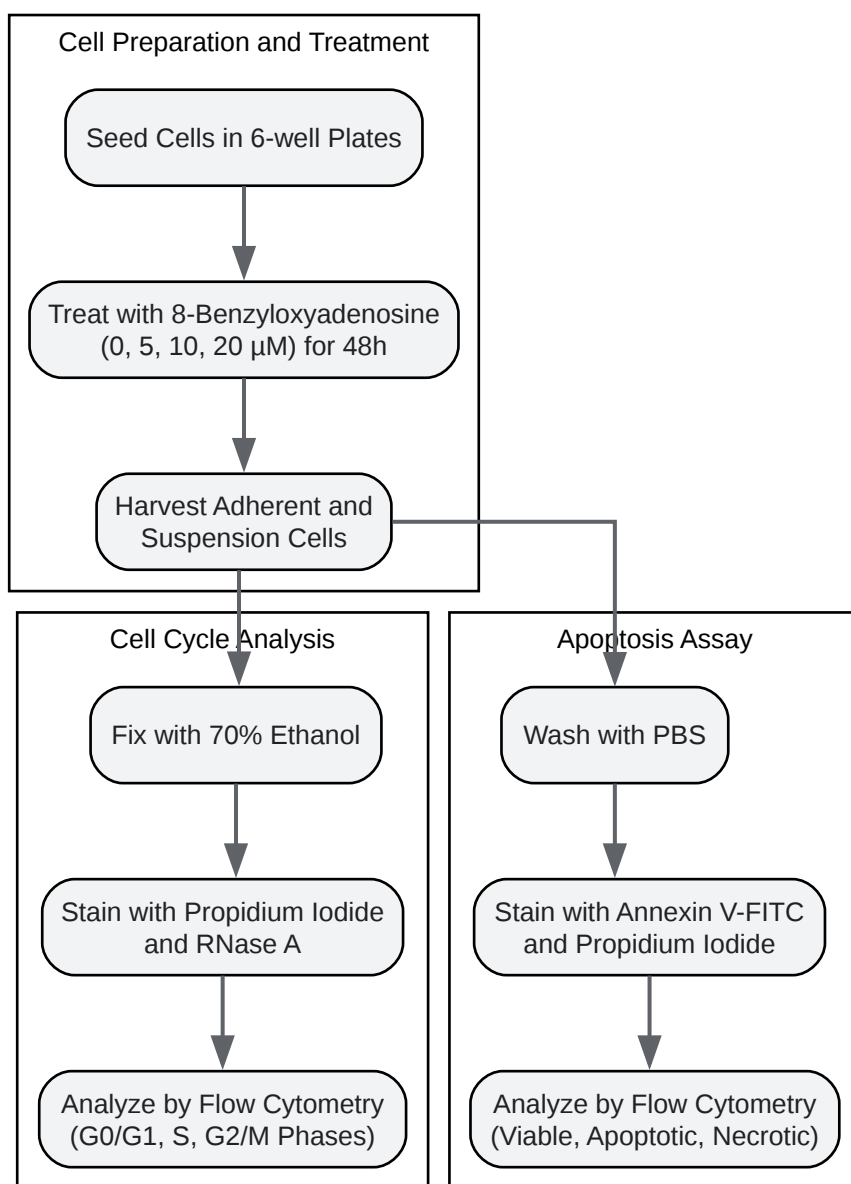 Cell Preparation and Treatment
Seed Cells in 6-well Plates
Treat with 8-Benzyloxyadenosine
(0, 5, 10, 20 µM) for 48h
Harvest Adherent and
Suspension Cells
Cell Cycle Analysis
Fix with 70% Ethanol
Stain with Propidium Iodide
and RNase A
Analyze by Flow Cytometry
(G0/G1, S, G2/M Phases)
Apoptosis Assay
Wash with PBS
Stain with Annexin V-FITC
and Propidium Iodide
Analyze by Flow Cytometry
(Viable, Apoptotic, Necrotic)